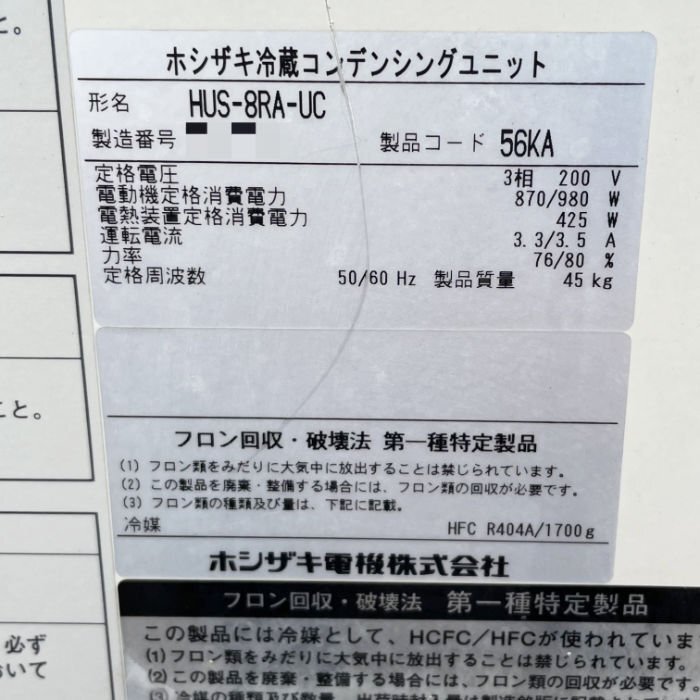 と。
ホシザキ冷蔵コンデンシングユニット
形名 HUS-8RA-UC
製造番号 製品コード 56KA
定格電圧 3相 200 V
電動機定格消費電力 870/980 W
電熱装置定格消費電力 425 W
運転電流 3.3/3.5 A
力率 76/80 %
定格周波数 50/60 Hz 製品質量 45 kg
こと。
フロン回収・破壊法 第一種特定製品
(1) フロン類をみだりに大気中に放出することは禁じられています。
(2) この製品を廃棄・整備する場合には、フロン類の回収が必要です。
(3) フロン類の種類及び量は、下記に記載。
冷媒 HFC R404A/1700g
ホシザキ電機株式会社
フロン回収・破壊法 第一種特定製品
必ず
おいて
この製品には冷媒として、HCFC/HFCが使われていま
(1)フロン類をみだりに大気中に放出することは禁じられていま
(2)この製品を廃棄・整備する場合には、フロン類の回収が必要